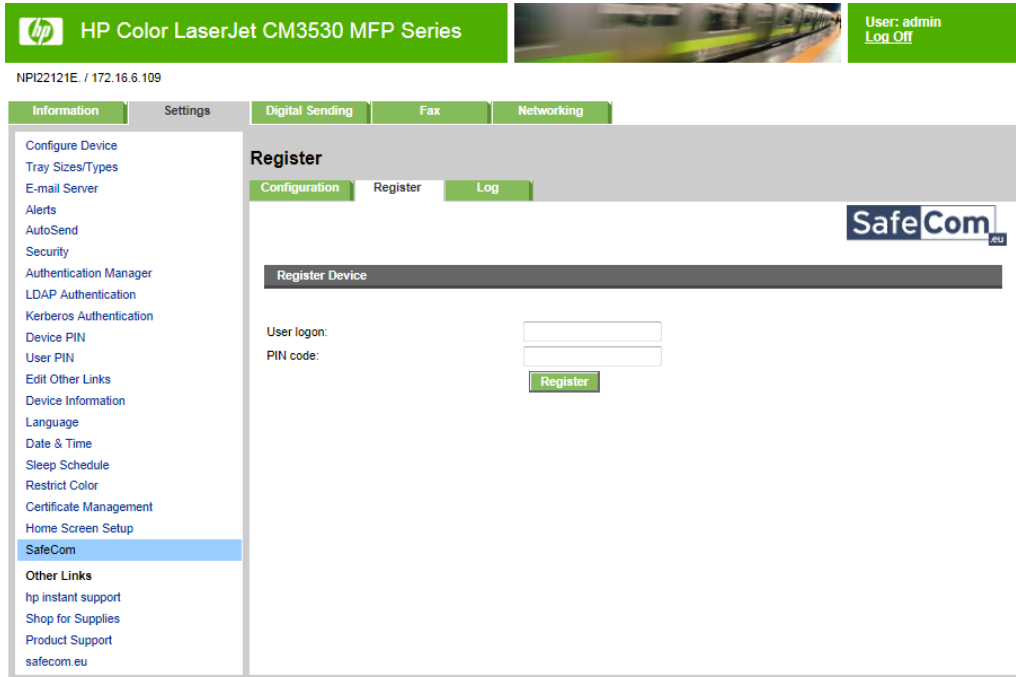 hp HP Color LaserJet CM3530 MFP Series
User: admin
Log Off
NPI22121E. / 172.16.6.109
Information Settings Digital Sending Fax Networking
Configure Device
Tray Sizes/Types
E-mail Server
Alerts
AutoSend
Security
Authentication Manager
LDAP Authentication
Kerberos Authentication
Device PIN
User PIN
Edit Other Links
Device Information
Language
Date & Time
Sleep Schedule
Restrict Color
Certificate Management
Home Screen Setup
SafeCom
Other Links
hp instant support
Shop for Supplies
Product Support
safecom.eu
Register
Configuration Register Log
SafeCom.eu
Register Device
User logon:
PIN code:
Register